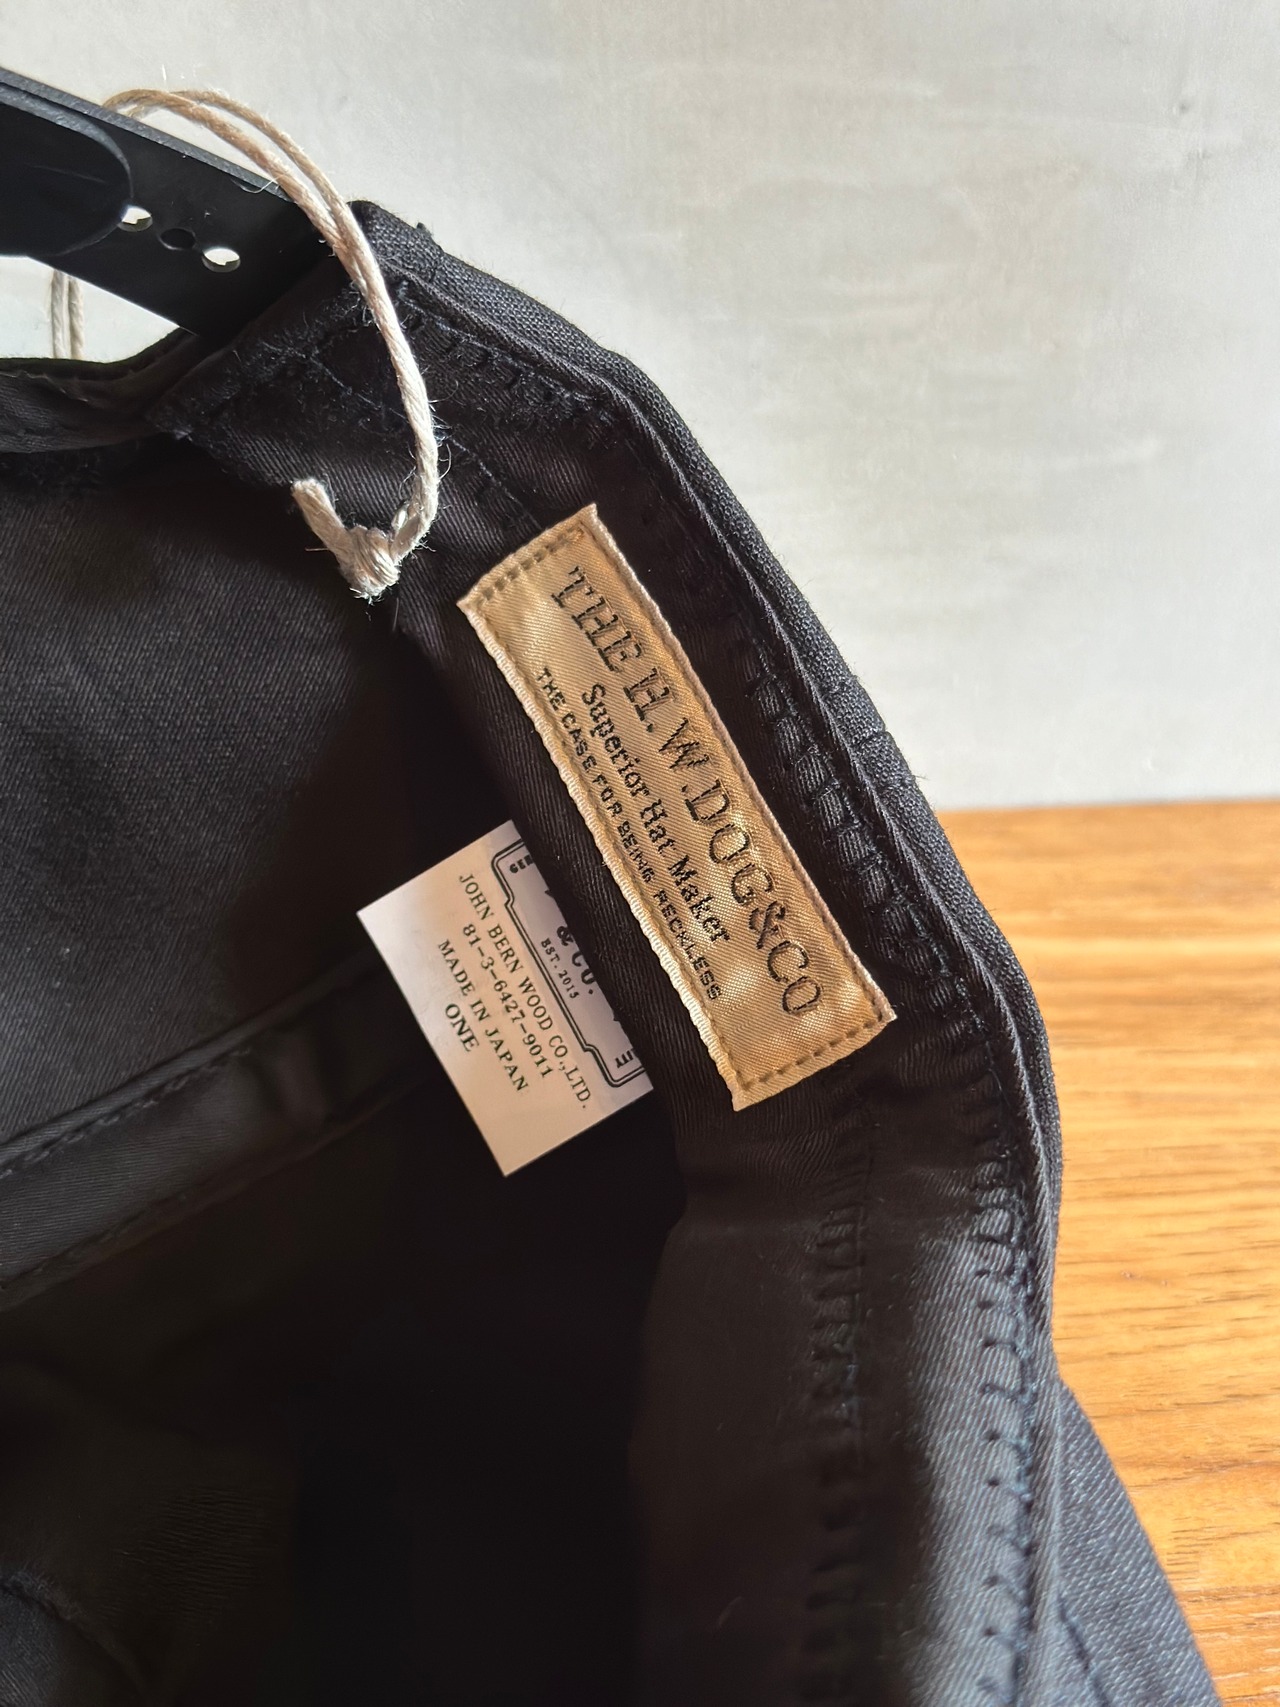 THE H.W.DOG&CO
Superior Hat Maker
THE CASE FOR BEING RECKLESS
& CO.
EST. 2015
JOHN BERN WOOD CO.,LTD.
81-3-6427-9011
MADE IN JAPAN
ONE